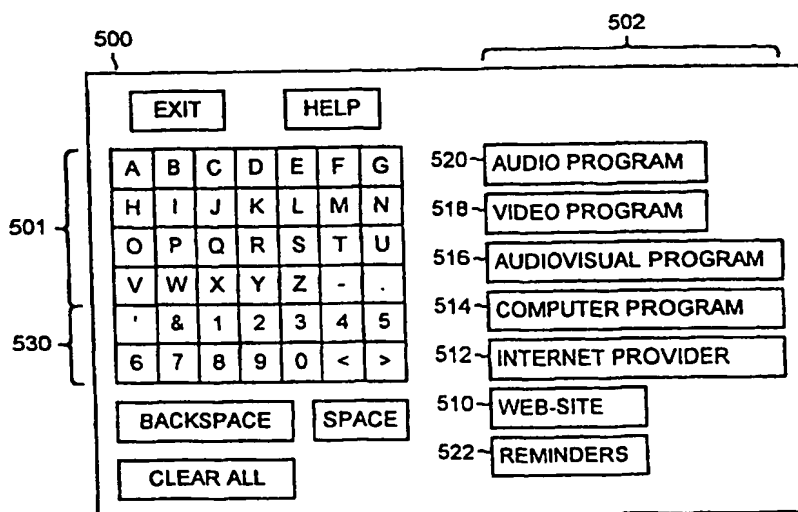 502
500
EXIT HELP
A B C D E F G
520 AUDIO PROGRAM
H I J K L M N
518 VIDEO PROGRAM
501
O P Q R S T U
516 AUDIOVISUAL PROGRAM
V W X Y Z - .
514 COMPUTER PROGRAM
530
' & 1 2 3 4 5
512 INTERNET PROVIDER
6 7 8 9 0 < >
BACKSPACE SPACE
510 WEB-SITE
CLEAR ALL
522 REMINDERS